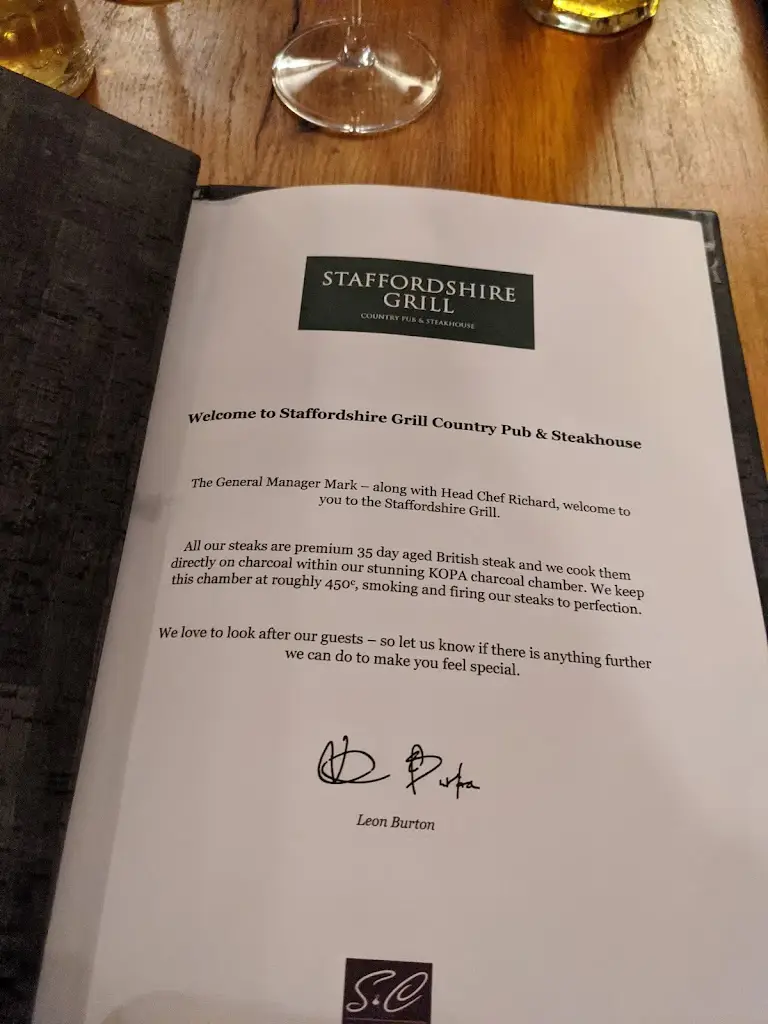 STAFFORDSHIRE
GRILL
COUNTRY PUB & STEAKHOUSE
Welcome to Staffordshire Grill Country Pub & Steakhouse
The General Manager Mark – along with Head Chef Richard, welcome to
you to the Staffordshire Grill.
All our steaks are premium 35 day aged British steak and we cook them
directly on charcoal within our stunning KOPA charcoal chamber. We keep
this chamber at roughly 450ᶜ, smoking and firing our steaks to perfection.
We love to look after our guests – so let us know if there is anything further
we can do to make you feel special.
Leon Burton
S.C